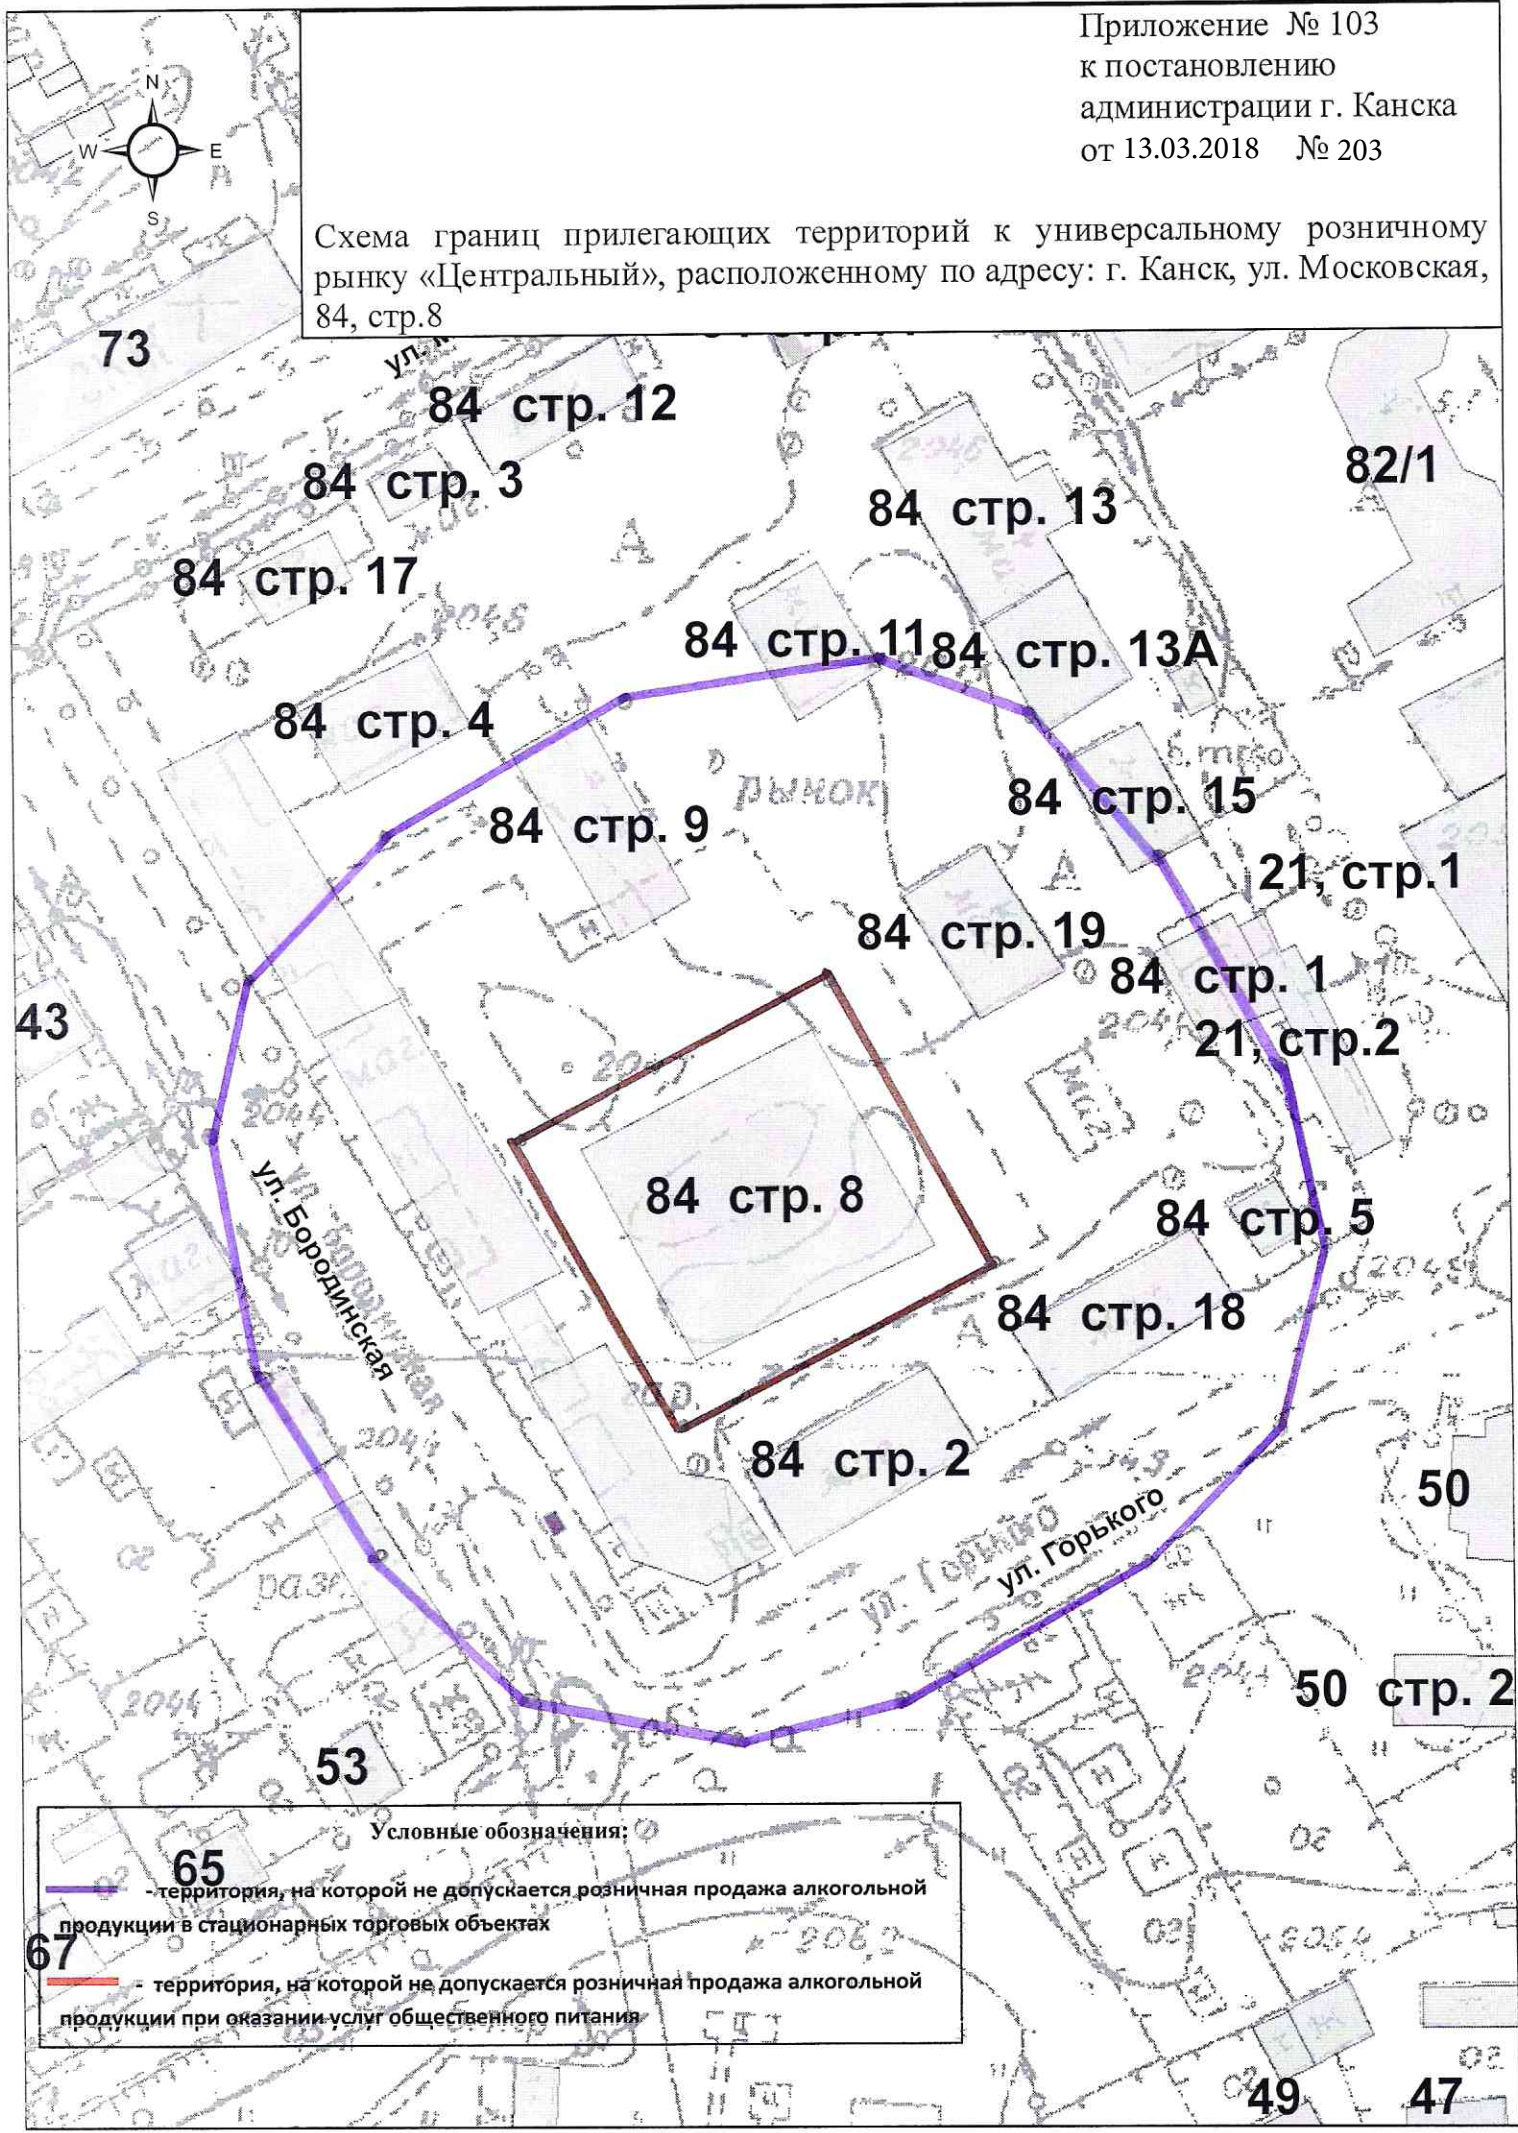 Приложение № 103
к постановлению
администрации г. Канска
от 13.03.2018 № 203
Схема границ прилегающих территорий к универсальному розничному
рынку «Центральный», расположенному по адресу: г. Канск, ул. Московская,
84, стр.8
N
W
E
S
73
84 стр. 12
84 стр. 3
82/1
84 стр. 13
84 стр. 17
2048
84 стр. 11
84 стр. 13А
84 стр. 4
рынок
84 стр. 15
84 стр. 9
21, стр.1
84 стр. 19
84 стр. 1
43
21, стр.2
2044
84 стр. 8
84 стр. 5
ул. Бородинская
84 стр. 18
84 стр. 2
50
ул. Горького
ул. Горького
50 стр. 2
2044
53
Условные обозначения:
65
- территория, на которой не допускается розничная продажа алкогольной
продукции в стационарных торговых объектах
67
- территория, на которой не допускается розничная продажа алкогольной
продукции при оказании услуг общественного питания
49
47